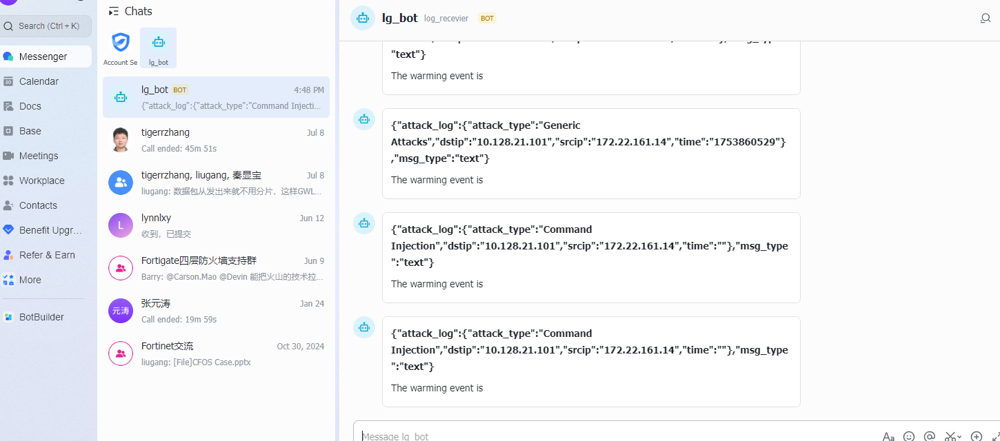 Search (Ctrl + K)
Messenger
Calendar
Docs
Base
Meetings
Workplace
Contacts
Benefit Upgr...
Refer & Earn
More
BotBuilder
Chats
Account Se
lg_bot
lg_bot BOT 4:48 PM
{"attack_log":{"attack_type":"Command Injecti...
tigerrzhang Jul 8
Call ended: 45m 51s
tigerrzhang, liugang, 秦显宝 Jul 8
liugang: 数据包从发出来就不用分片，这样GWL...
L
lynnlxy Jun 12
收到，已提交
Fortigate四层防火墙支持群 Jun 9
Barry: @Carson.Mao @Devin 能把火山的技术拉...
元涛
张元涛 Jan 24
Call ended: 19m 59s
Fortinet交流 Oct 30, 2024
liugang: [File]CFOS Case.pptx
lg_bot log_recevier BOT
"text"}
The warming event is
{"attack_log":{"attack_type":"Generic
Attacks","dstip":"10.128.21.101","srcip":"172.22.161.14","time":"1753860529"}
,"msg_type":"text"}
The warming event is
{"attack_log":{"attack_type":"Command
Injection","dstip":"10.128.21.101","srcip":"172.22.161.14","time":""},"msg_type
":"text"}
The warming event is
{"attack_log":{"attack_type":"Command
Injection","dstip":"10.128.21.101","srcip":"172.22.161.14","time":""},"msg_type
":"text"}
The warming event is
Message lg_bot
Aa